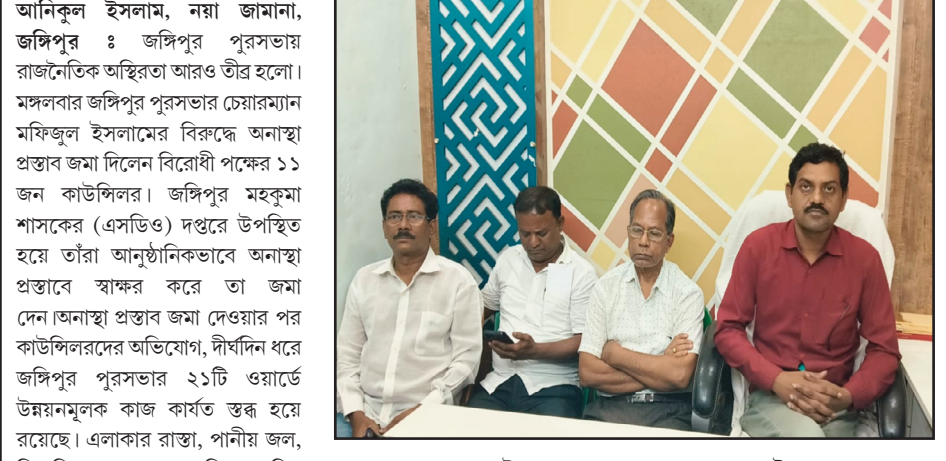 আনিকুল ইসলাম, নয়া জামানা,
জঙ্গিপুর ঃ জঙ্গিপুর পুরসভায়
রাজনৈতিক অস্থিরতা আরও তীব্র হলো।
মঙ্গলবার জঙ্গিপুর পুরসভার চেয়ারম্যান
মফিজুল ইসলামের বিরুদ্ধে অনাস্থা
প্রস্তাব জমা দিলেন বিরোধী পক্ষের ১১
জন কাউন্সিলর। জঙ্গিপুর মহকুমা
শাসকের (এসডিও) দপ্তরে উপস্থিত
হয়ে তাঁরা আনুষ্ঠানিকভাবে অনাস্থা
প্রস্তাবে স্বাক্ষর করে তা জমা
দেন।অনাস্থা প্রস্তাব জমা দেওয়ার পর
কাউন্সিলরদের অভিযোগ, দীর্ঘদিন ধরে
জঙ্গিপুর পুরসভার ২১টি ওয়ার্ডে
উন্নয়নমূলক কাজ কার্যত স্তব্ধ হয়ে
রয়েছে। এলাকার রাস্তা, পানীয় জল,